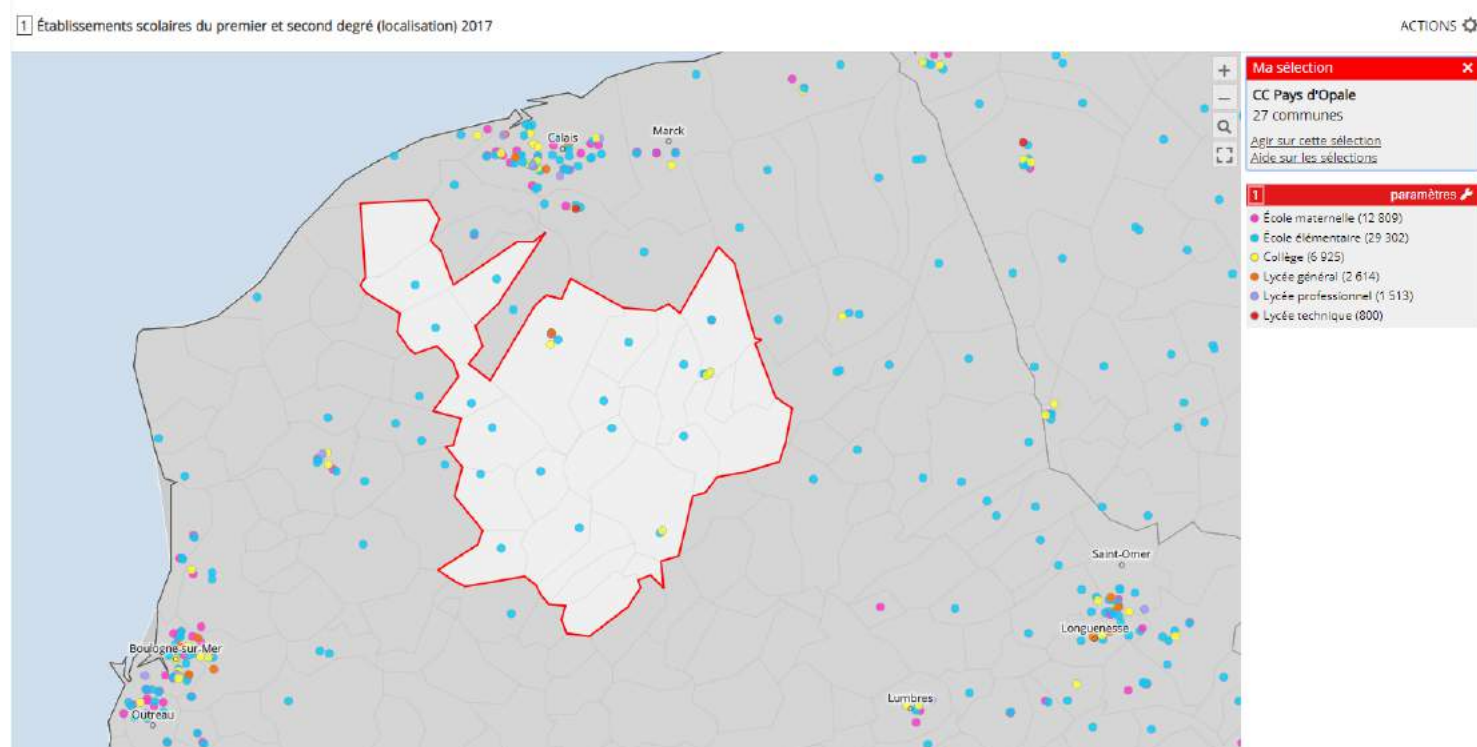 1 Établissements scolaires du premier et second degré (localisation) 2017
ACTIONS
Ma sélection
CC Pays d'Opale
27 communes
Agir sur cette sélection
Aide sur les sélections
1 paramètres
École maternelle (12 809)
École élémentaire (29 302)
Collège (6 925)
Lycée général (2 614)
Lycée professionnel (1 513)
Lycée technique (800)
Calais
Marck
Saint-Omer
Longuenesse
Boulogne-sur-Mer
Lumbres
Outreau